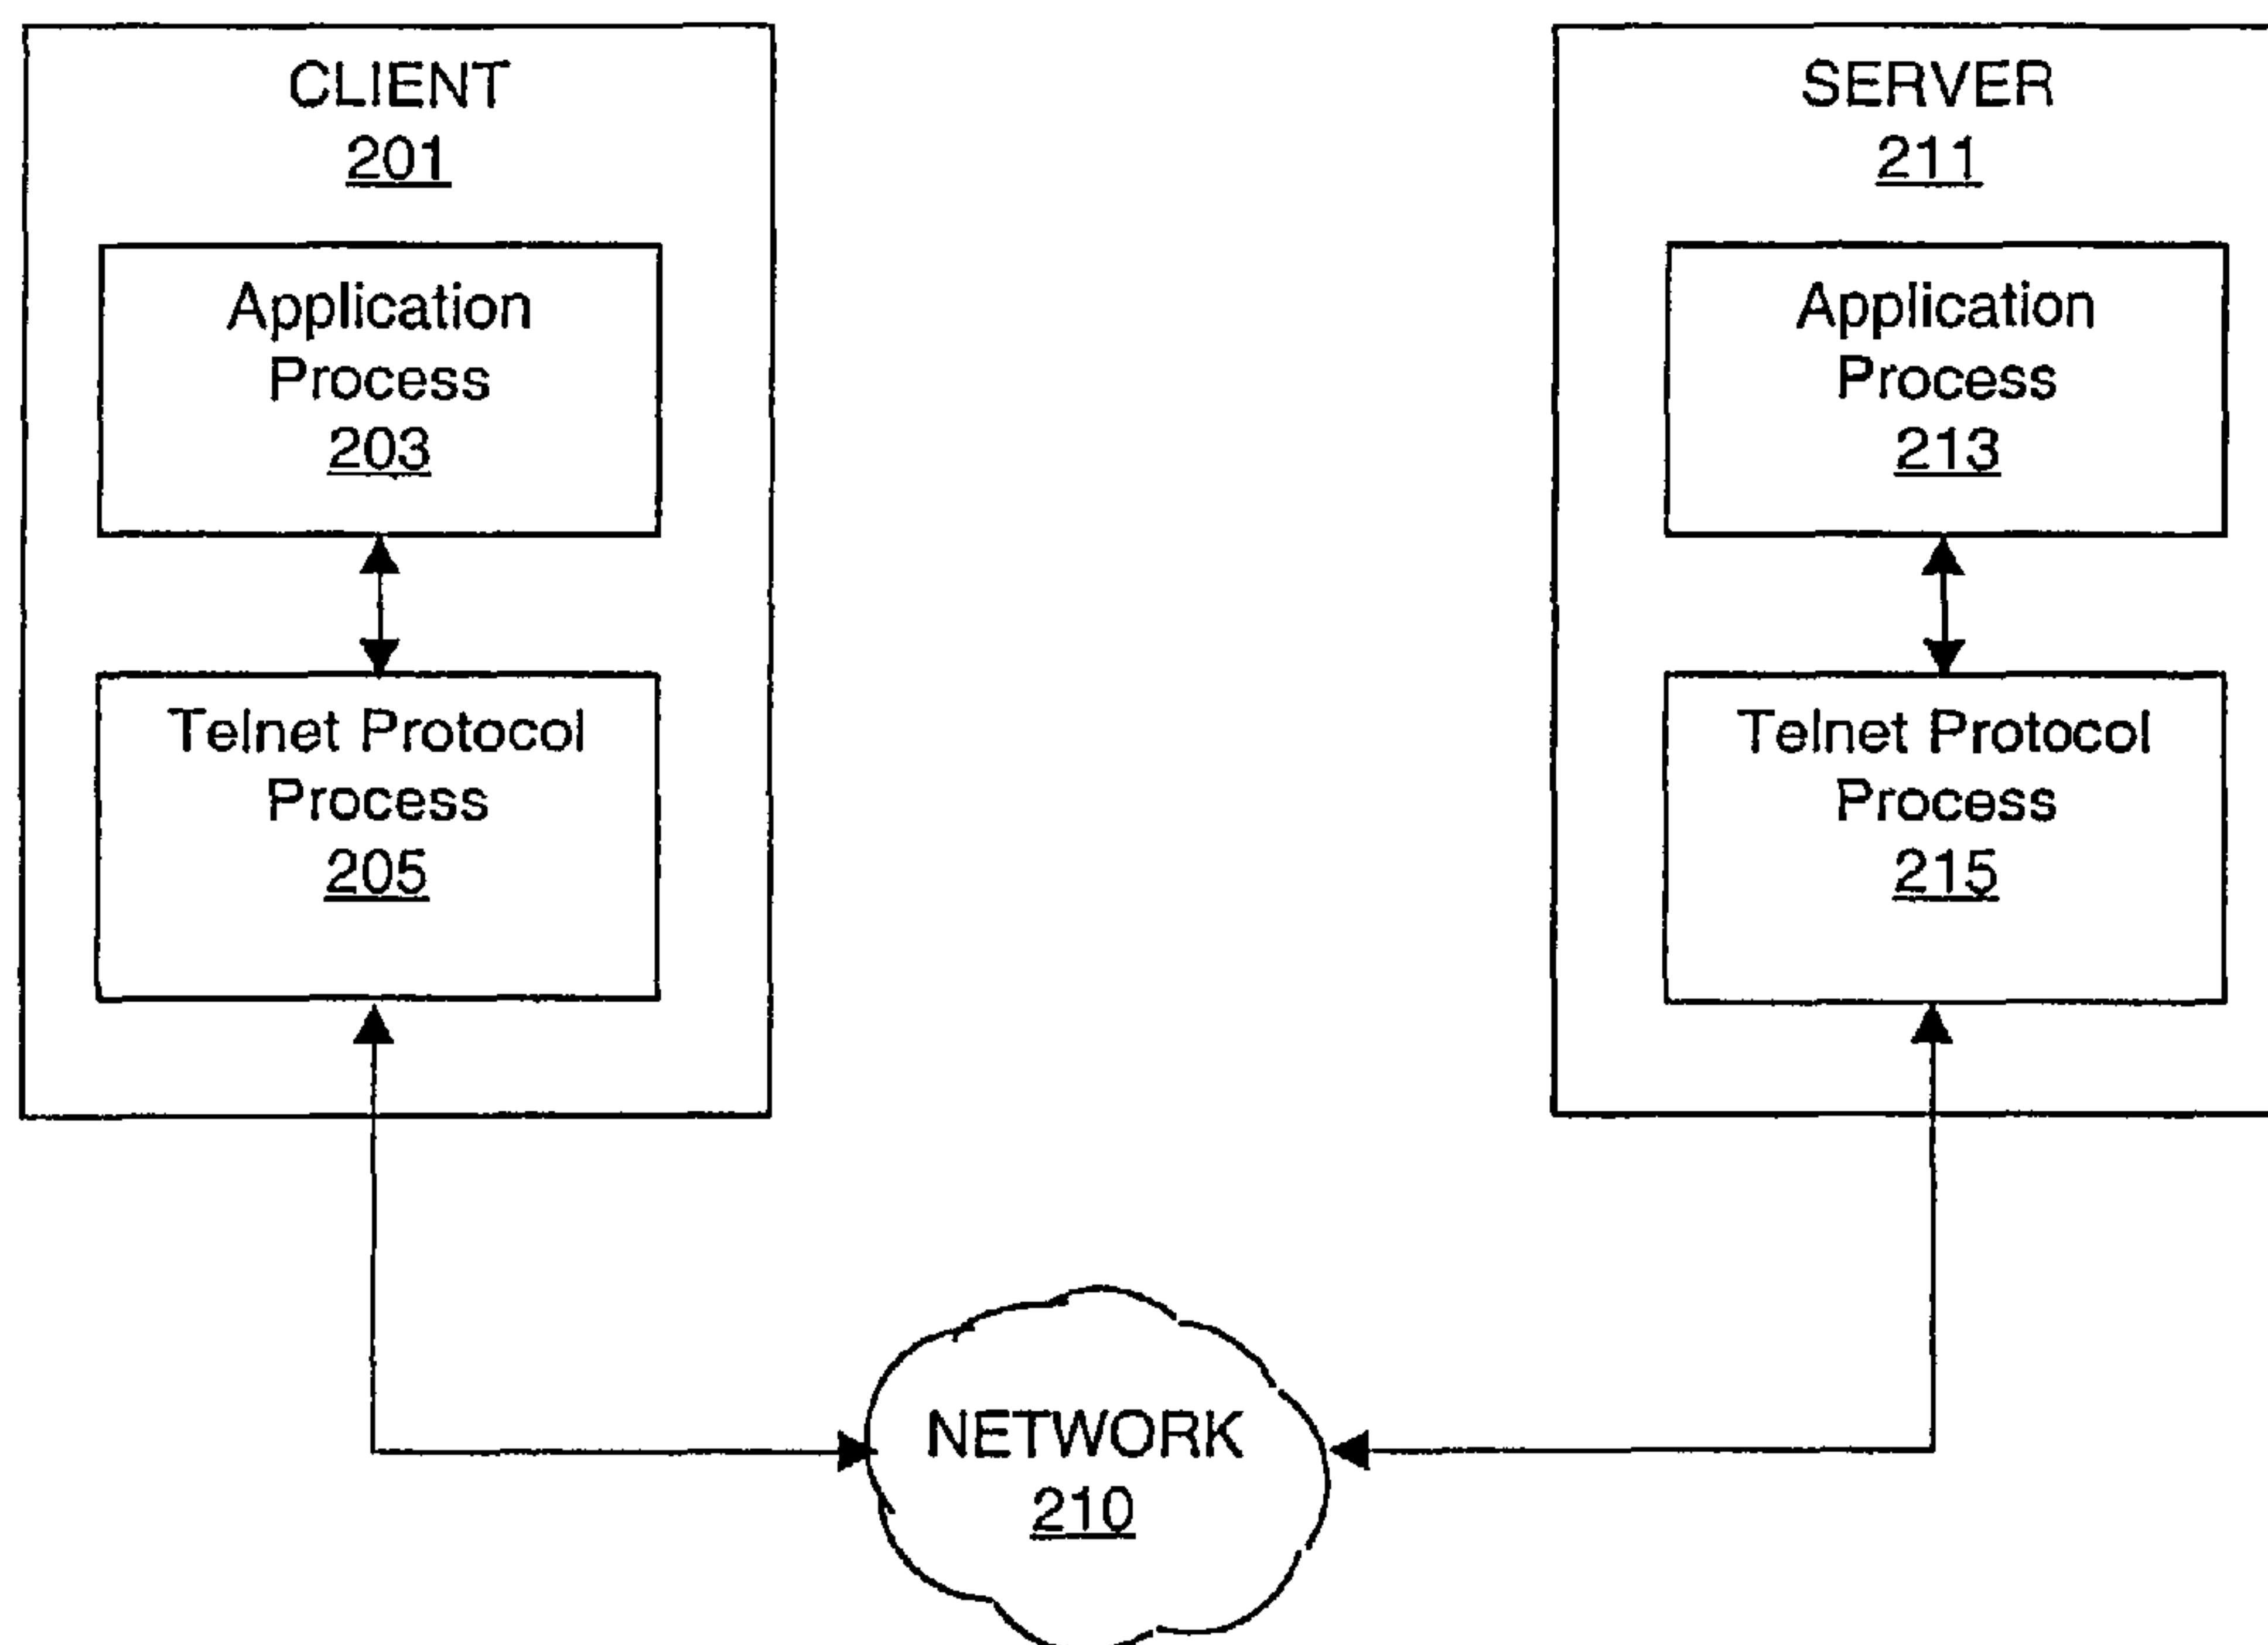 CLIENT
201
Application
Process
203
Telnet Protocol
Process
205
SERVER
211
Application
Process
213
Telnet Protocol
Process
215
NETWORK
210